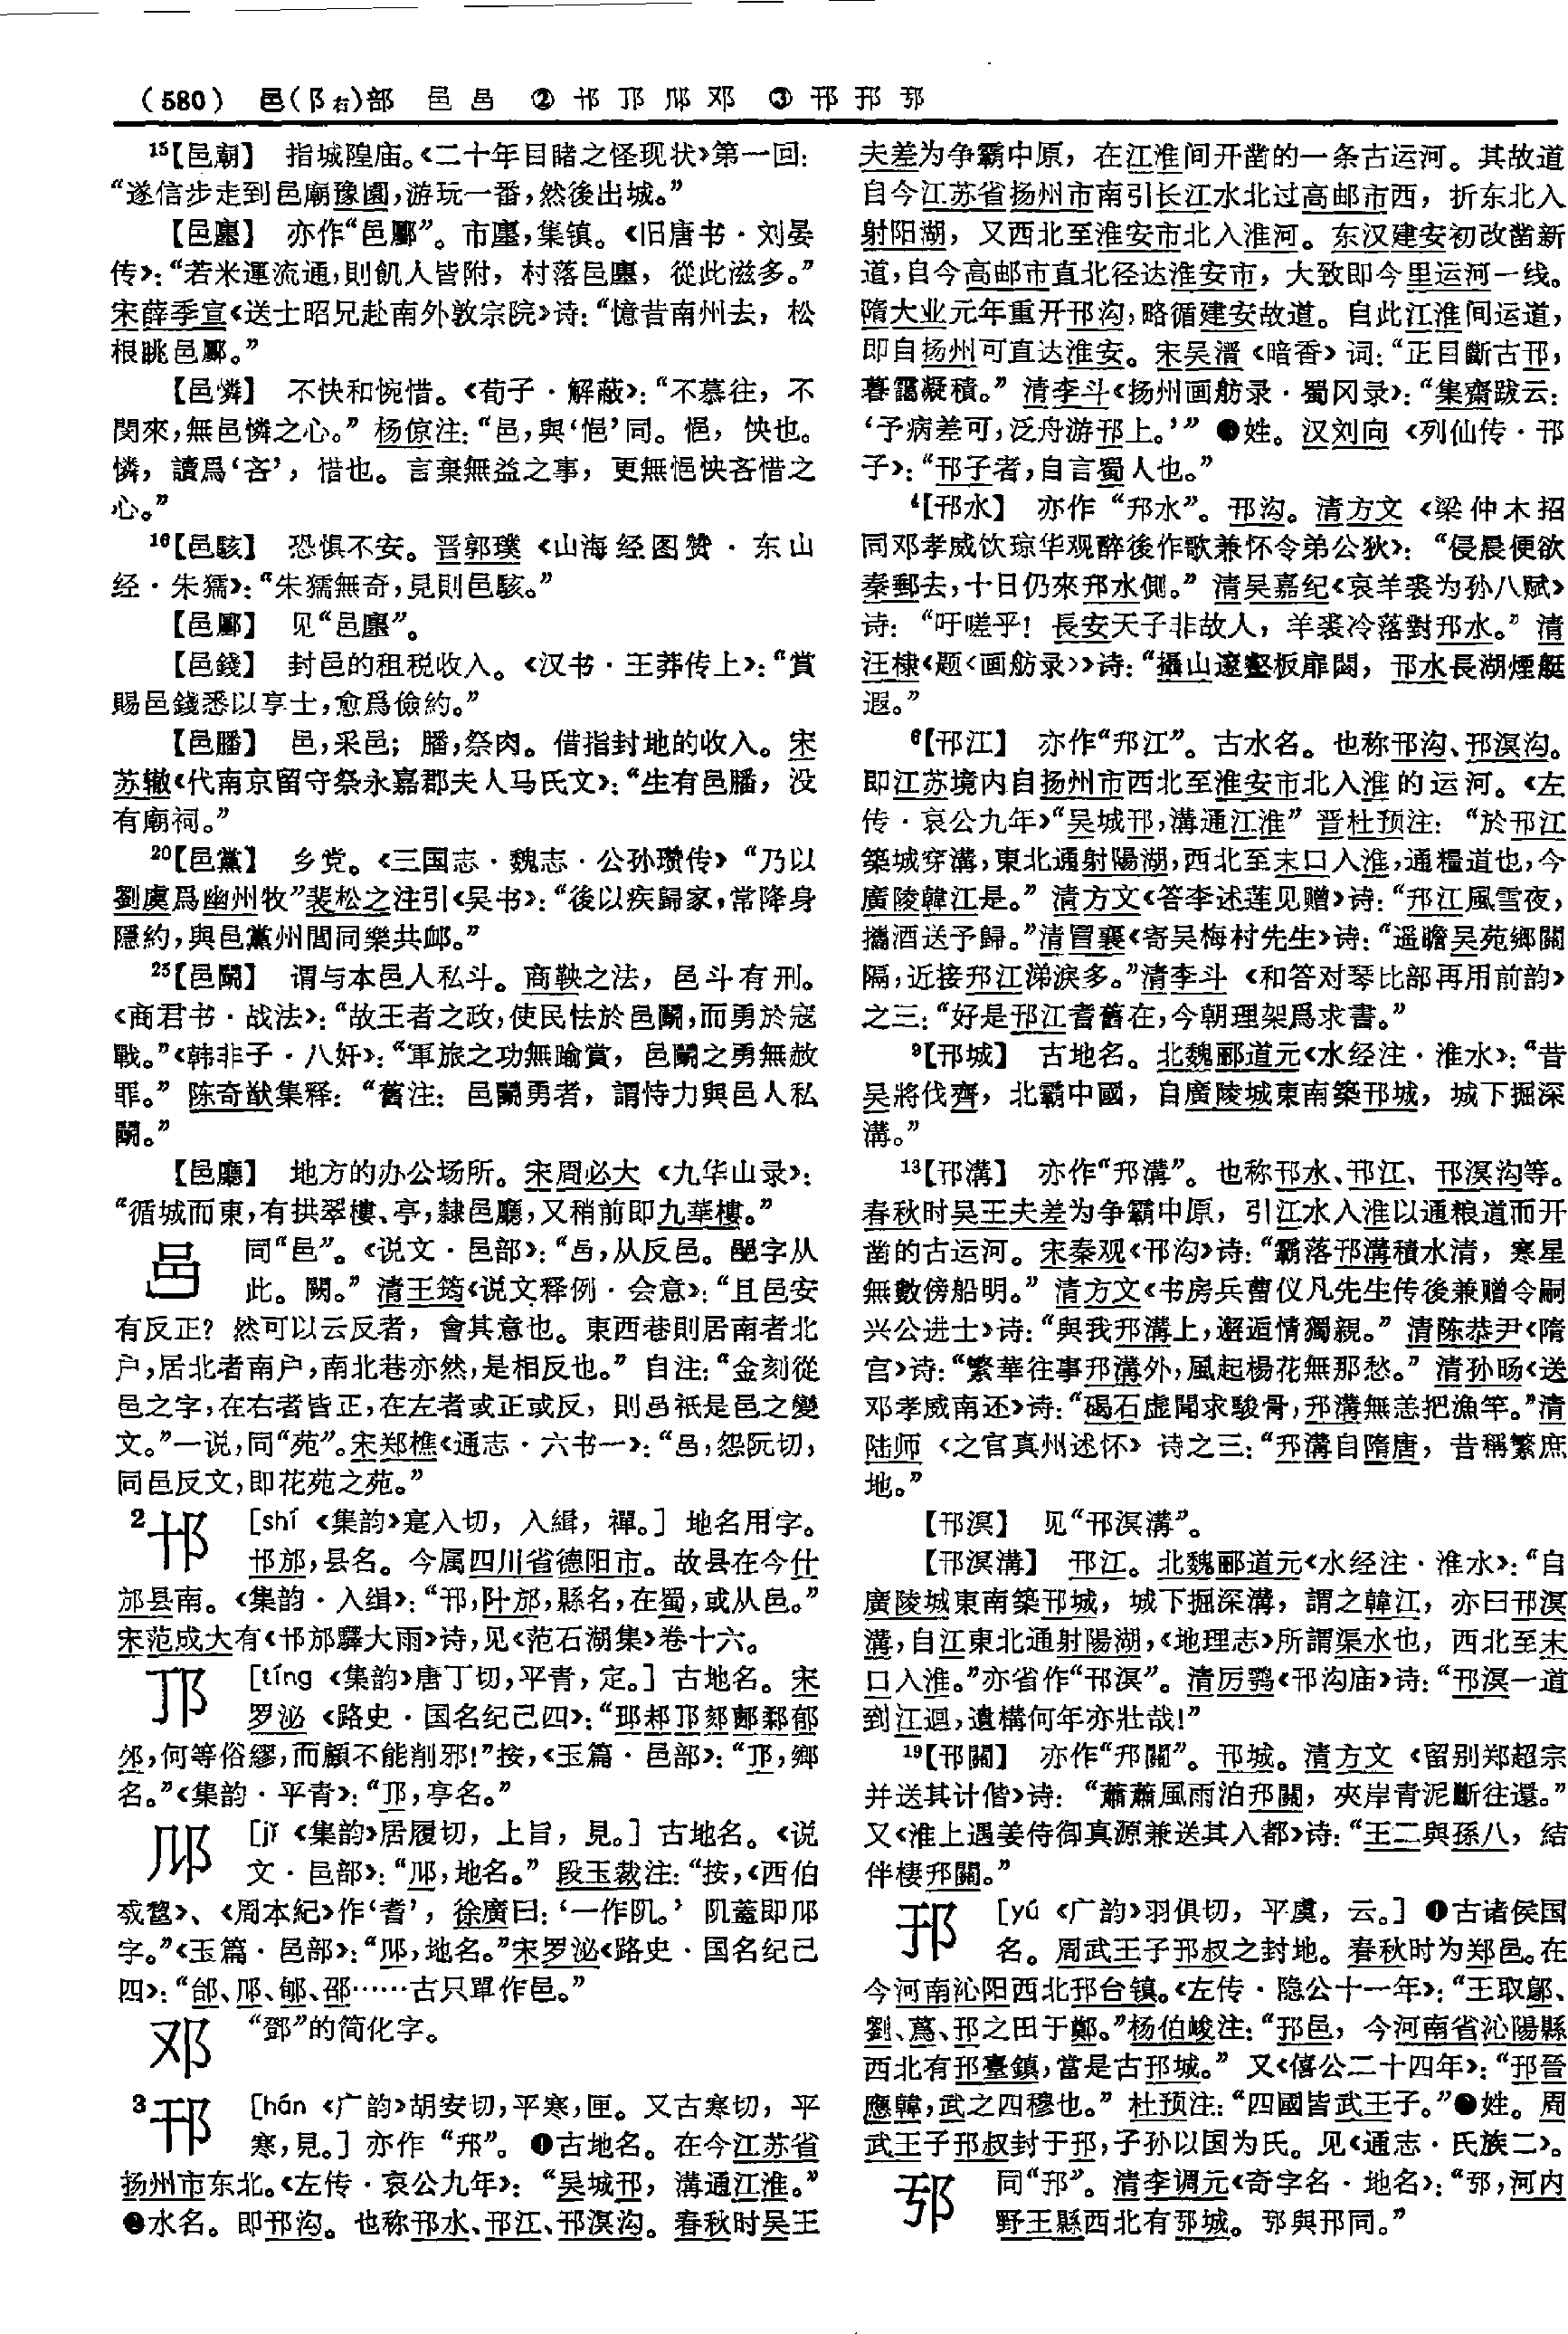 （580） 邑（阝右）部 邑 㕣 ② 邿 邒 邔 邓 ③ 邗 邘 䢵
¹⁵【邑廟】 指城隍庙。《二十年目睹之怪现状》第一回：
“遂信步走到邑廟豫園，游玩一番，然後出城。”
【邑廛】 亦作“邑鄽”。市廛，集镇。《旧唐书·刘晏
传》：“若米運流通，則飢人皆附，村落邑廛，從此滋多。”
宋薛季宣《送士昭兄赴南外敦宗院》诗：“憶昔南州去，松
根眺邑鄽。”
【邑憐】 不快和惋惜。《荀子·解蔽》：“不慕往，不
閔來，無邑憐之心。”杨倞注：“邑，與‘悒’同。悒，怏也。
憐，讀爲‘吝’，惜也。言棄無益之事，更無悒怏吝惜之
心。”
¹⁶【邑駭】 恐惧不安。晋郭璞《山海经图赞·东山
经·朱獳》：“朱獳無奇，見則邑駭。”
【邑鄽】 见“邑廛”。
【邑錢】 封邑的租税收入。《汉书·王莽传上》：“賞
賜邑錢悉以享士，愈爲儉約。”
【邑膰】 邑，采邑；膰，祭肉。借指封地的收入。宋
苏辙《代南京留守祭永嘉郡夫人马氏文》：“生有邑膰，没
有廟祠。”
²⁰【邑黨】 乡党。《三国志·魏志·公孙瓒传》“乃以
劉虞爲幽州牧”裴松之注引《吴书》：“後以疾歸家，常降身
隱約，與邑黨州閭同樂共卹。”
²⁵【邑鬭】 谓与本邑人私斗。商鞅之法，邑斗有刑。
《商君书·战法》：“故王者之政，使民怯於邑鬭，而勇於寇
戰。”《韩非子·八奸》：“軍旅之功無踰賞，邑鬭之勇無赦
罪。”陈奇猷集释：“舊注：邑鬭勇者，謂恃力與邑人私
鬭。”
【邑廳】 地方的办公场所。宋周必大《九华山录》：
“循城而東，有拱翠樓、亭，隸邑廳，又稍前即九華樓。”
同“邑”。《说文·邑部》：“，从反邑。字从
此。闕。”清王筠《说文释例·会意》：“且邑安
有反正？然可以云反者，會其意也。東西巷則居南者北
户，居北者南户，南北巷亦然，是相反也。”自注：“金刻從
邑之字，在右者皆正，在左者或正或反，則祇是邑之變
文。”一说，同“苑”。宋郑樵《通志·六书一》：“，怨阮切，
同邑反文，即花苑之苑。”
² [shí 《集韵》寔入切，入緝，禪。] 地名用字。
邡，县名。今属四川省德阳市。故县在今什
邡县南。《集韵·入缉》：“，邡，縣名，在蜀，或从邑。”
宋范成大有《邡驛大雨》诗，见《范石湖集》卷十六。
邒 [tíng 《集韵》唐丁切，平青，定。] 古地名。宋
罗泌《路史·国名纪己四》：“邒
，何等俗繆，而顧不能削邪！”按，《玉篇·邑部》：“邒，鄉
名。”《集韵·平青》：“邒，亭名。”
[jǐ 《集韵》居履切，上旨，見。] 古地名。《说
文·邑部》：“，地名。”段玉裁注：“按，《西伯
戡》、《周本紀》作‘耆’，徐廣曰：‘一作阢。’阢蓋即
字。”《玉篇·邑部》：“，地名。”宋罗泌《路史·国名纪己
四》：“邰、、郇、邵……古只單作邑。”
邓 “鄧”的简化字。
³邗 [hán 《广韵》胡安切，平寒，匣。又古寒切，平
寒，見。] 亦作“邘”。❶古地名。在今江苏省
扬州市东北。《左传·哀公九年》：“吴城邗，溝通江淮。”
❷水名。即邗沟。也称邗水、邗江、邗溟沟。春秋时吴王
夫差为争霸中原，在江淮间开凿的一条古运河。其故道
自今江苏省扬州市南引长江水北过高邮市西，折东北入
射阳湖，又西北至淮安市北入淮河。东汉建安初改凿新
道，自今高邮市直北径达淮安市，大致即今里运河一线。
隋大业元年重开邗沟，略循建安故道。自此江淮间运道，
即自扬州可直达淮安。宋吴潛《暗香》词：“正目斷古邗，
暮靄凝積。”清李斗《扬州画舫录·蜀冈录》：“集齋跋云：
‘予病差可，泛舟游邗上。’”❸姓。汉刘向《列仙传·邗
子》：“邗子者，自言蜀人也。”
⁴【邗水】 亦作“邘水”。邗沟。清方文《梁仲木招
同邓孝威饮琼华观醉後作歌兼怀令弟公狄》：“侵晨便欲
秦郵去，十日仍來邘水側。”清吴嘉纪《哀羊裘为孙八赋》
诗：“吁嗟乎！長安天子非故人，羊裘冷落對邘水。”清
汪棣《题〈画舫录〉》诗：“攝山邃壑板扉閟，邗水長湖煙艇
遐。”
⁶【邗江】 亦作“邘江”。古水名。也称邗沟、邗溟沟。
即江苏境内自扬州市西北至淮安市北入淮的运河。《左
传·哀公九年》“吴城邗，溝通江淮”晋杜预注：“於邗江
築城穿溝，東北通射陽湖，西北至末口入淮，通糧道也，今
廣陵韓江是。”清方文《答李述莲见赠》诗：“邘江風雪夜，
攜酒送予歸。”清冒襄《寄吴梅村先生》诗：“遥瞻吴苑鄉關
隔，近接邘江涕淚多。”清李斗《和答对琴比部再用前韵》
之三：“好是邗江耆舊在，今朝理架爲求書。”
⁹【邗城】 古地名。北魏郦道元《水经注·淮水》：“昔
吴將伐齊，北霸中國，自廣陵城東南築邗城，城下掘深
溝。”
¹³【邗溝】 亦作“邘溝”。也称邗水、邗江、邗溟沟等。
春秋时吴王夫差为争霸中原，引江水入淮以通粮道而开
凿的古运河。宋秦观《邗沟》诗：“霸落邗溝積水清，寒星
無數傍船明。”清方文《书房兵曹仪凡先生传後兼赠令嗣
兴公进士》诗：“與我邘溝上，邂逅情獨親。”清陈恭尹《隋
宫》诗：“繁華往事邗溝外，風起楊花無那愁。”清孙旸《送
邓孝威南还》诗：“碣石虚聞求駿骨，邘溝無恙把漁竿。”清
陆师《之官真州述怀》诗之三：“邘溝自隋唐，昔稱繁庶
地。”
【邗溟】 见“邗溟溝”。
【邗溟溝】 邗江。北魏郦道元《水经注·淮水》：“自
廣陵城東南築邗城，城下掘深溝，謂之韓江，亦曰邗溟
溝，自江東北通射陽湖，《地理志》所謂渠水也，西北至末
口入淮。”亦省作“邗溟”。清厉鹗《邗沟庙》诗：“邗溟一道
到江迴，遺構何年亦壯哉！”
¹⁹【邗關】 亦作“邘關”。邗城。清方文《留别郑超宗
并送其计偕》诗：“蕭蕭風雨泊邘關，夾岸青泥斷往還。”
又《淮上遇姜侍御真源兼送其入都》诗：“王二與孫八，結
伴棲邘關。”
邘 [yú 《广韵》羽俱切，平虞，云。] ❶古诸侯国
名。周武王子邘叔之封地。春秋时为郑邑。在
今河南沁阳西北邘台镇。《左传·隐公十一年》：“王取鄔、
劉、蔿、邘之田于鄭。”杨伯峻注：“邘邑，今河南省沁陽縣
西北有邘臺鎮，當是古邘城。”又《僖公二十四年》：“邘晉
應韓，武之四穆也。”杜预注：“四國皆武王子。”❷姓。周
武王子邘叔封于邘，子孙以国为氏。见《通志·氏族二》。
同“邘”。清李调元《奇字名·地名》：“，河内
野王縣西北有城。與邘同。”